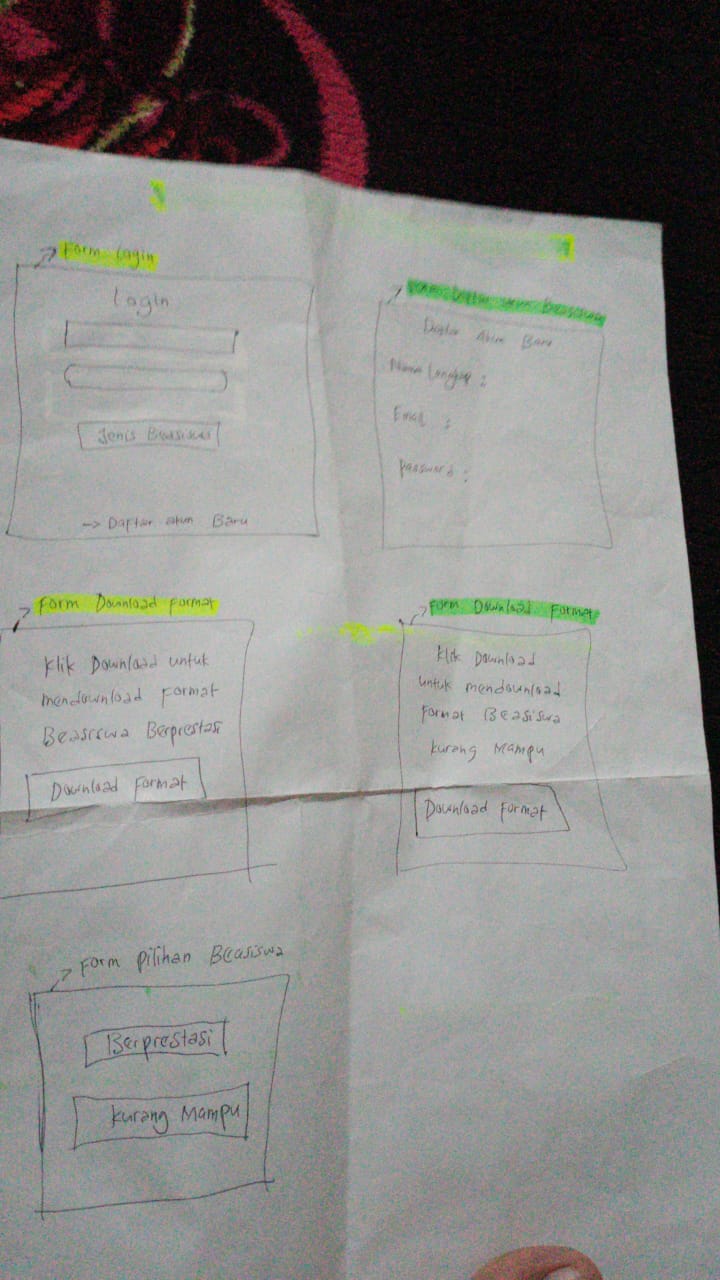 Form Login
Login
Jenis Beasiswa
-> Daftar akun Baru
Form Daftar akun Beasiswa
Daftar Akun Baru
Nama Lengkap :
Email :
Password :
Form Download Format
Klik Download untuk
mendownload Format
Beasiswa Berprestasi
Download Format
Form Download Format
Klik Download
untuk mendownload
Format Beasiswa
Kurang Mampu
Download Format
Form pilihan Beasiswa
Berprestasi
Kurang Mampu